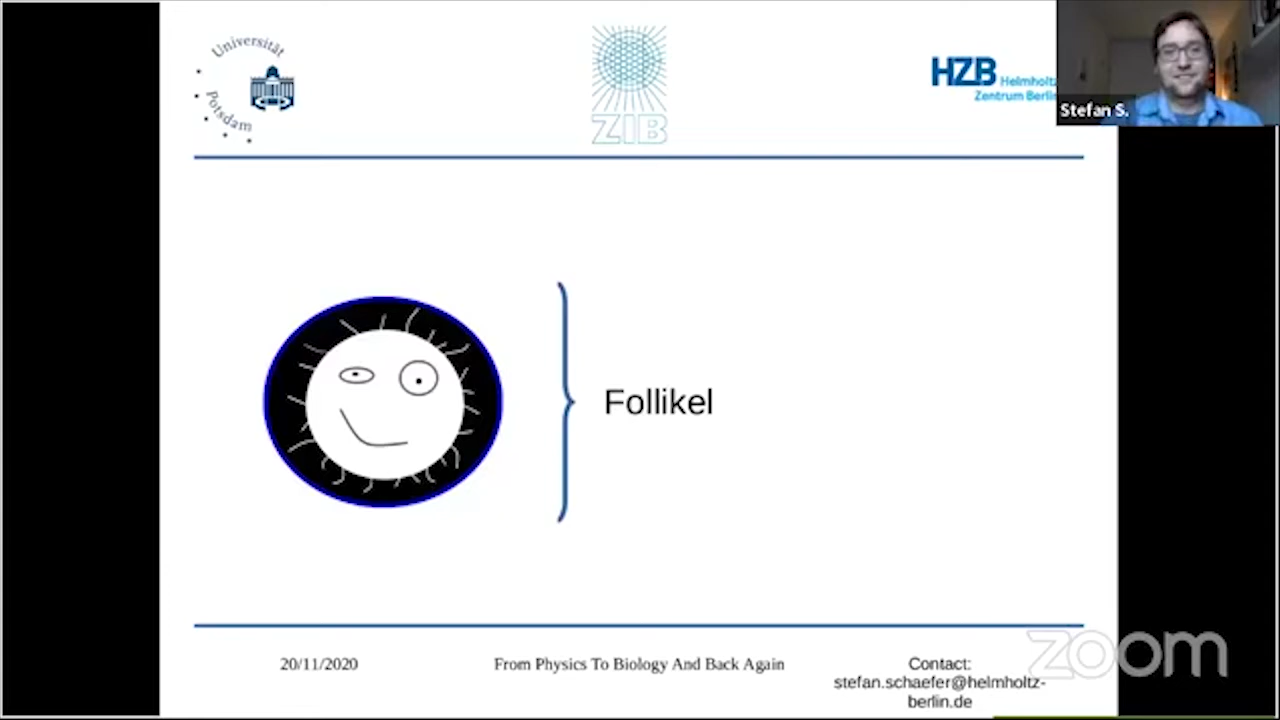 Universität
Potsdam
ZIB
HZB Helmholtz
Zentrum Berlin
Stefan S.
Follikel
20/11/2020
From Physics To Biology And Back Again
Contact:
stefan.schaefer@helmholtz-
berlin.de
zoom